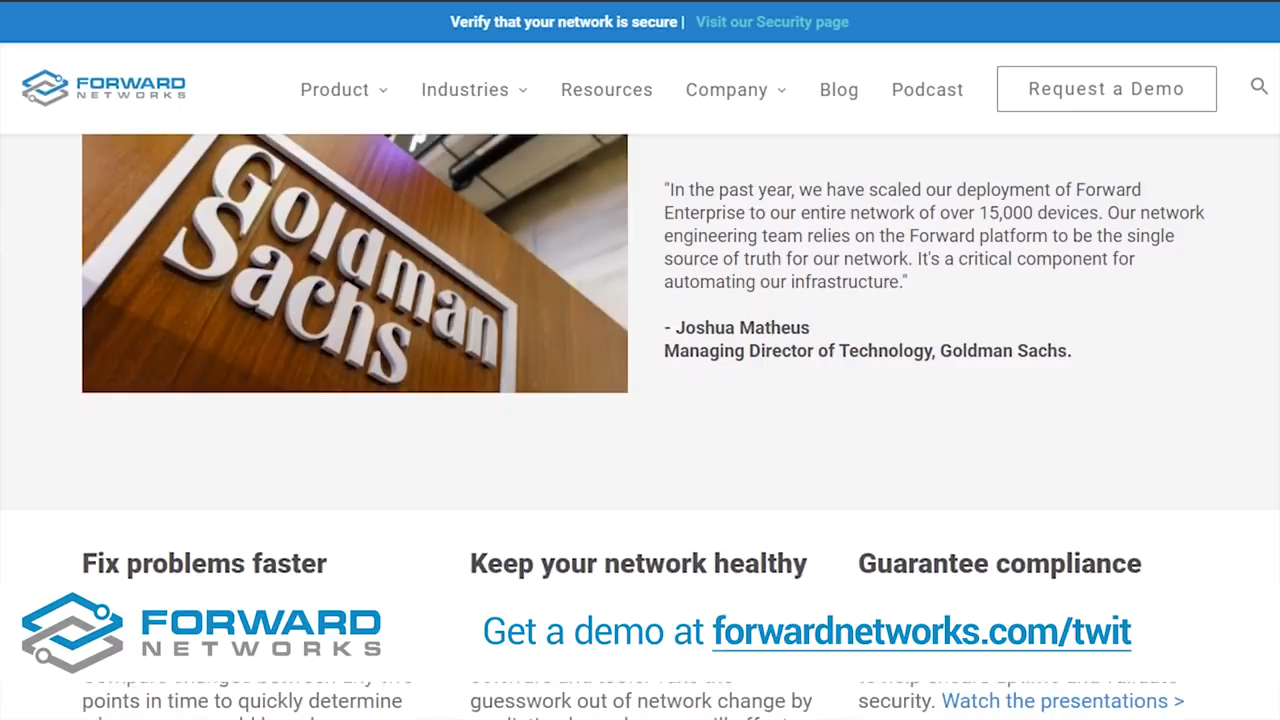 Verify that your network is secure | Visit our Security page
FORWARD
NETWORKS
Product
Industries
Resources
Company
Blog
Podcast
Request a Demo
Goldman
Sachs
"In the past year, we have scaled our deployment of Forward
Enterprise to our entire network of over 15,000 devices. Our network
engineering team relies on the Forward platform to be the single
source of truth for our network. It's a critical component for
automating our infrastructure."
- Joshua Matheus
Managing Director of Technology, Goldman Sachs.
Fix problems faster
Keep your network healthy
Guarantee compliance
FORWARD
NETWORKS
Get a demo at forwardnetworks.com/twit
points in time to quickly determine
guesswork out of network change by
security. Watch the presentations >